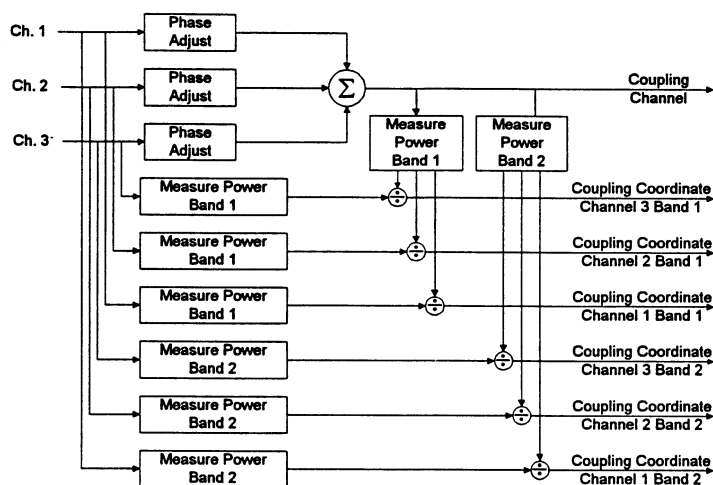 Ch. 1
Phase
Adjust
Ch. 2
Phase
Adjust
Σ
Coupling
Channel
Ch. 3
Phase
Adjust
Measure
Power
Band 1
Measure
Power
Band 2
Measure Power
Band 1
÷
Coupling Coordinate
Channel 3 Band 1
Measure Power
Band 1
÷
Coupling Coordinate
Channel 2 Band 1
Measure Power
Band 1
÷
Coupling Coordinate
Channel 1 Band 1
Measure Power
Band 2
÷
Coupling Coordinate
Channel 3 Band 2
Measure Power
Band 2
÷
Coupling Coordinate
Channel 2 Band 2
Measure Power
Band 2
÷
Coupling Coordinate
Channel 1 Band 2